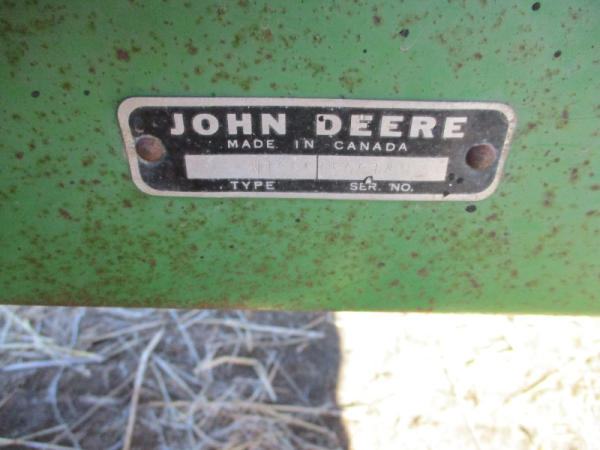 JOHN DEERE
MADE IN CANADA
TYPE SER. NO.